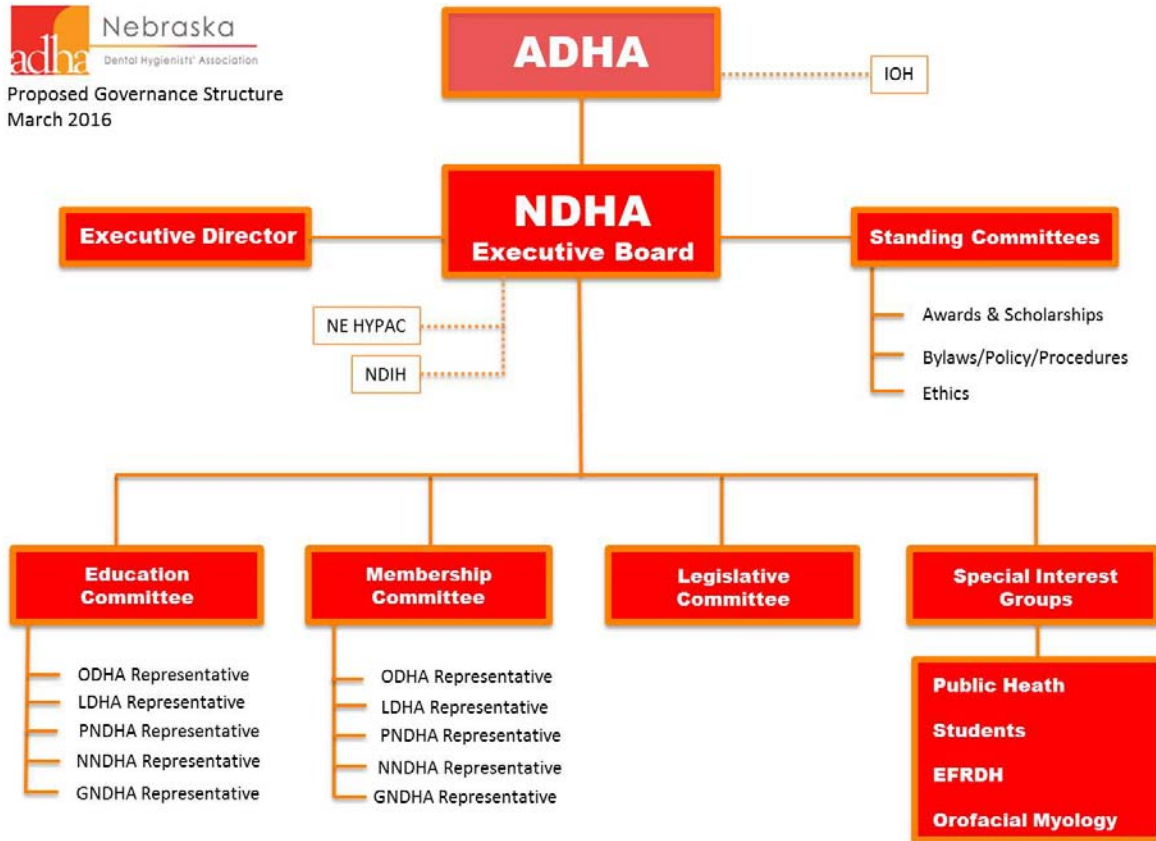 adha
Nebraska
Dental Hygienists' Association
Proposed Governance Structure
March 2016
ADHA
IOH
NDHA
Executive Board
Executive Director
Standing Committees
Awards & Scholarships
Bylaws/Policy/Procedures
Ethics
NE HYPAC
NDIH
Education
Committee
ODHA Representative
LDHA Representative
PNDHA Representative
NNDHA Representative
GNDHA Representative
Membership
Committee
ODHA Representative
LDHA Representative
PNDHA Representative
NNDHA Representative
GNDHA Representative
Legislative
Committee
Special Interest
Groups
Public Heath
Students
EFRDH
Orofacial Myology